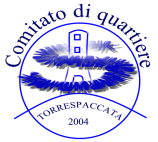 Comitato di quartiere
TORRESPACCATA
2004